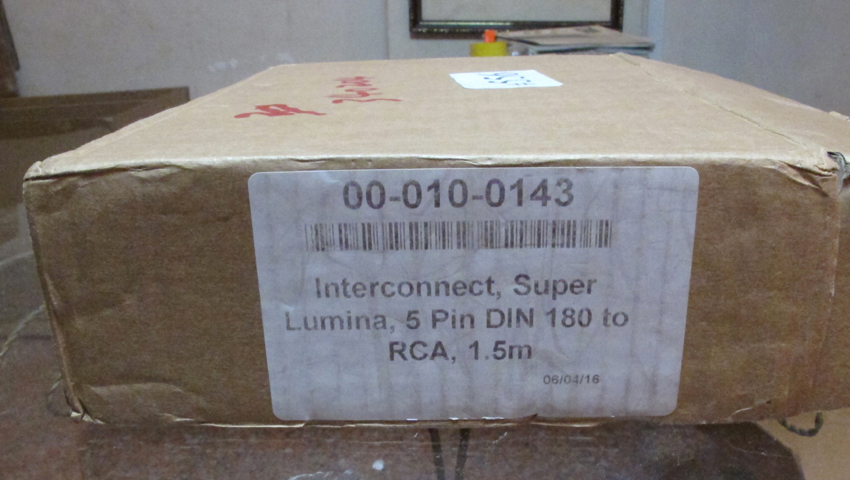 00-010-0143
Interconnect, Super
Lumina, 5 Pin DIN 180 to
RCA, 1.5m
06/04/16